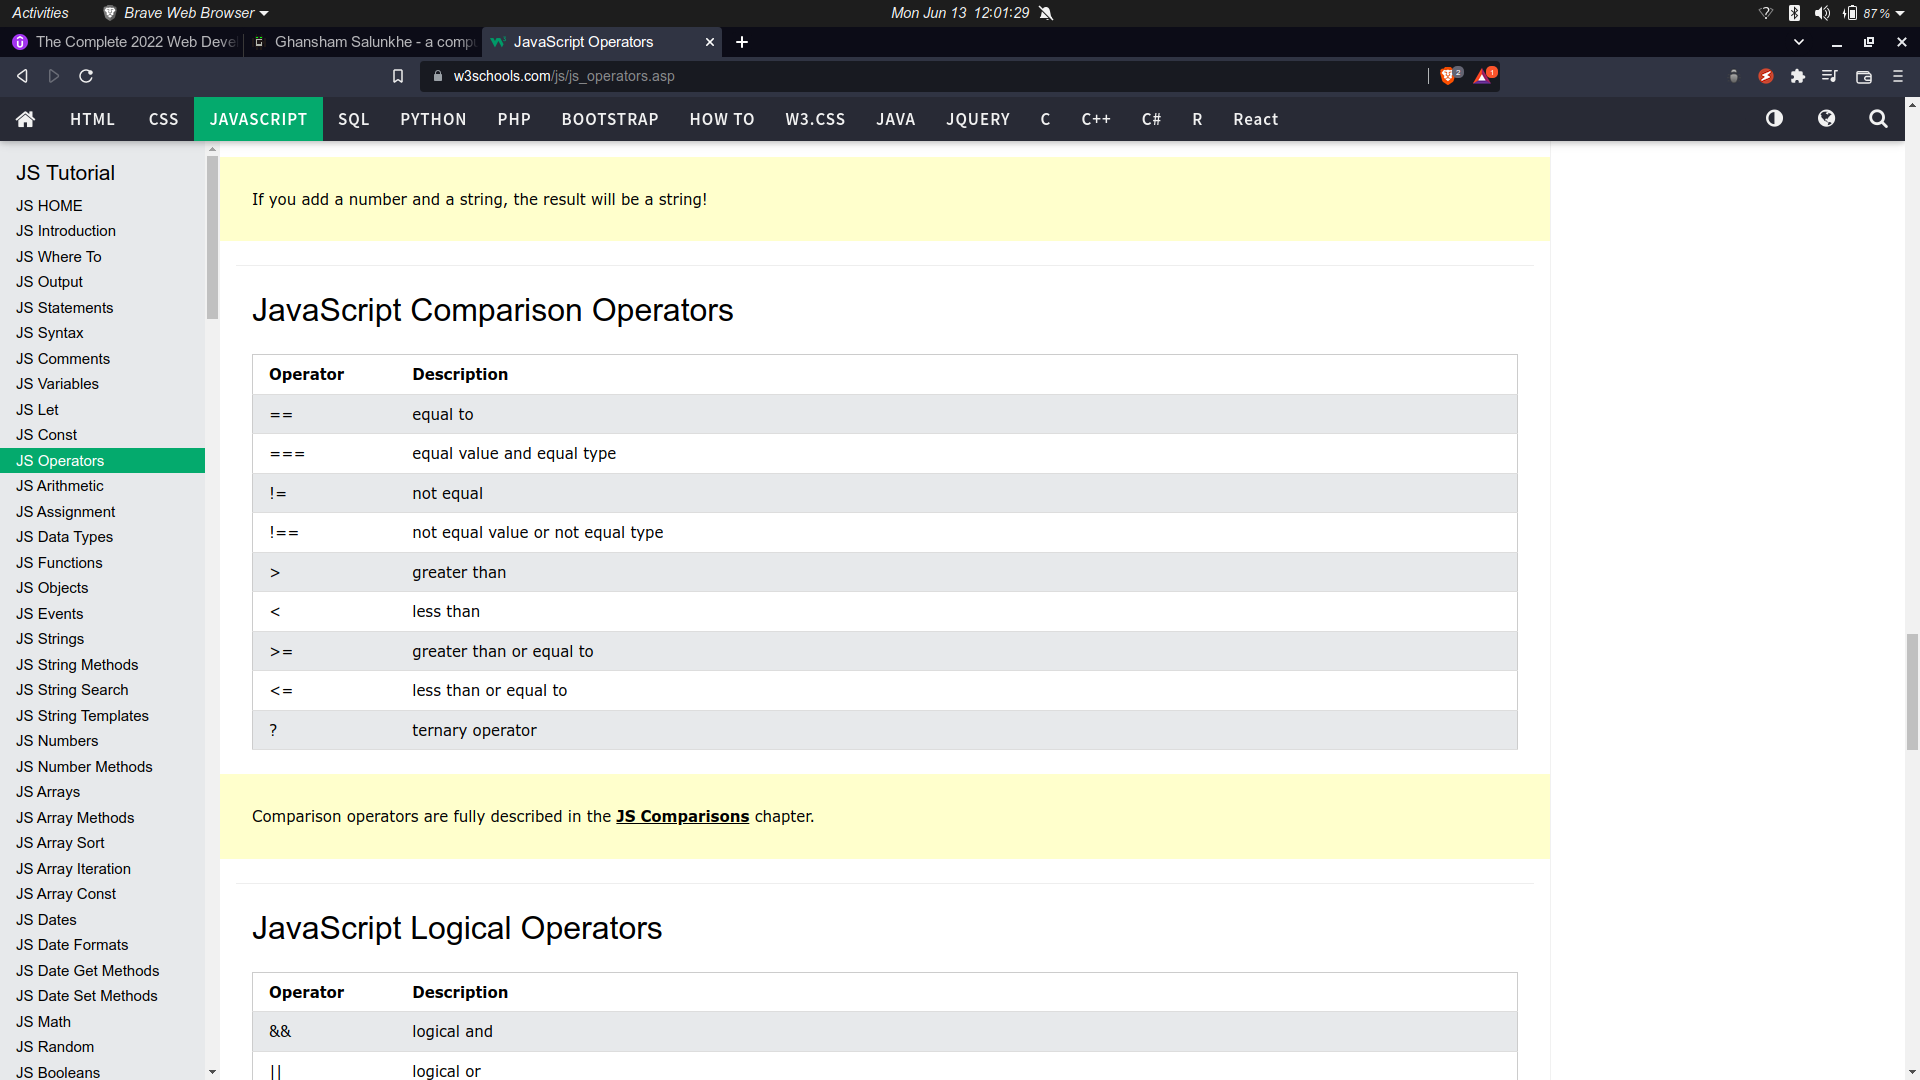 Activities
Brave Web Browser
Mon Jun 13 12:01:29
87 %
The Complete 2022 Web Deve
Ghansham Salunkhe - a comp
JavaScript Operators
w3schools.com/js/js_operators.asp
2
1
HTML
CSS
JAVASCRIPT
SQL
PYTHON
PHP
BOOTSTRAP
HOW TO
W3.CSS
JAVA
JQUERY
C
C++
C#
R
React
JS Tutorial
JS HOME
JS Introduction
JS Where To
JS Output
JS Statements
JS Syntax
JS Comments
JS Variables
JS Let
JS Const
JS Operators
JS Arithmetic
JS Assignment
JS Data Types
JS Functions
JS Objects
JS Events
JS Strings
JS String Methods
JS String Search
JS String Templates
JS Numbers
JS Number Methods
JS Arrays
JS Array Methods
JS Array Sort
JS Array Iteration
JS Array Const
JS Dates
JS Date Formats
JS Date Get Methods
JS Date Set Methods
JS Math
JS Random
JS Booleans
If you add a number and a string, the result will be a string!
JavaScript Comparison Operators
Operator Description
== equal to
=== equal value and equal type
!= not equal
!== not equal value or not equal type
> greater than
< less than
>= greater than or equal to
<= less than or equal to
? ternary operator
Comparison operators are fully described in the JS Comparisons chapter.
JavaScript Logical Operators
Operator Description
&& logical and
|| logical or